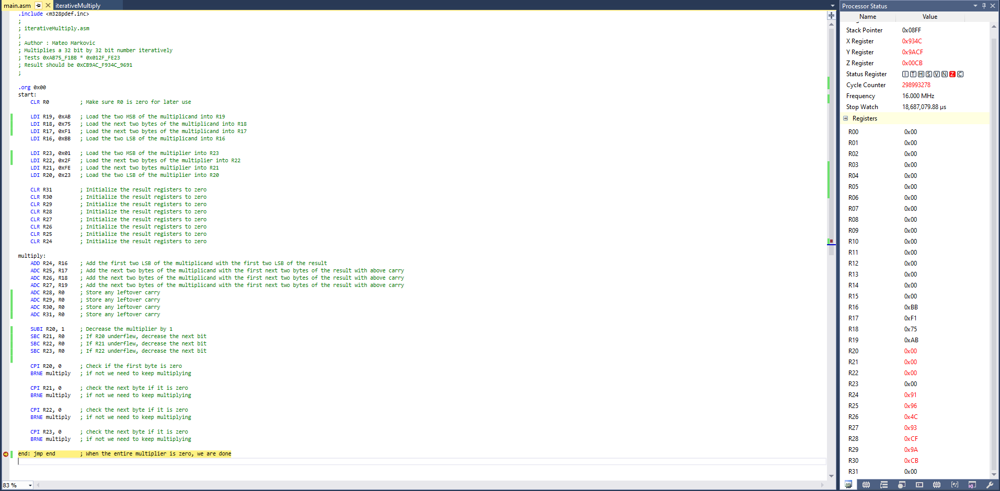 main.asm
iterativeMultiply
.include <m328pdef.inc>
;
; iterativeMultiply.asm
;
; Author : Mateo Markovic
; Multiplies a 32 bit by 32 bit number iteratively
; Tests 0xAB75_F1BB * 0x012F_FE23
; Result should be 0xCB9AC_F934C_9691
;
.org 0x00
start:
CLR R0 ; Make sure R0 is zero for later use
LDI R19, 0xAB ; Load the two MSB of the multiplicand into R19
LDI R18, 0x75 ; Load the next two bytes of the multiplicand into R18
LDI R17, 0xF1 ; Load the next two bytes of the multiplicand into R17
LDI R16, 0xBB ; Load the two LSB of the multiplicand into R16
LDI R23, 0x01 ; Load the two MSB of the multiplier into R23
LDI R22, 0x2F ; Load the next two bytes of the multiplier into R22
LDI R21, 0xFE ; Load the next two bytes multiplier into R21
LDI R20, 0x23 ; Load the two LSB of the multiplier into R20
CLR R31 ; Initialize the result registers to zero
CLR R30 ; Initialize the result registers to zero
CLR R29 ; Initialize the result registers to zero
CLR R28 ; Initialize the result registers to zero
CLR R27 ; Initialize the result registers to zero
CLR R26 ; Initialize the result registers to zero
CLR R25 ; Initialize the result registers to zero
CLR R24 ; Initialize the result registers to zero
multiply:
ADD R24, R16 ; Add the first two LSB of the multiplicand with the first two LSB of the result
ADC R25, R17 ; Add the next two bytes of the multiplicand with the first next two bytes of the result with above carry
ADC R26, R18 ; Add the next two bytes of the multiplicand with the first next two bytes of the result with above carry
ADC R27, R19 ; Add the next two bytes of the multiplicand with the first next two bytes of the result with above carry
ADC R28, R0 ; Store any leftover carry
ADC R29, R0 ; Store any leftover carry
ADC R30, R0 ; Store any leftover carry
ADC R31, R0 ; Store any leftover carry
SUBI R20, 1 ; Decrease the multiplier by 1
SBC R21, R0 ; If R20 underflew, decrease the next bit
SBC R22, R0 ; If R21 underflew, decrease the next bit
SBC R23, R0 ; If R22 underflew, decrease the next bit
CPI R20, 0 ; Check if the first byte is zero
BRNE multiply ; if not we need to keep multiplying
CPI R21, 0 ; check the next byte if it is zero
BRNE multiply ; if not we need to keep multiplying
CPI R22, 0 ; check the next byte if it is zero
BRNE multiply ; if not we need to keep multiplying
CPI R23, 0 ; check the next byte if it is zero
BRNE multiply ; if not we need to keep multiplying
end: jmp end ; When the entire multiplier is zero, we are done
83 %
Processor Status
Name Value
Stack Pointer 0x08FF
X Register 0x934C
Y Register 0x9ACF
Z Register 0x00CB
Status Register I T H S V N Z C
Cycle Counter 298993278
Frequency 16.000 MHz
Stop Watch 18,687,079.88 µs
Registers
R00 0x00
R01 0x00
R02 0x00
R03 0x00
R04 0x00
R05 0x00
R06 0x00
R07 0x00
R08 0x00
R09 0x00
R10 0x00
R11 0x00
R12 0x00
R13 0x00
R14 0x00
R15 0x00
R16 0xBB
R17 0xF1
R18 0x75
R19 0xAB
R20 0x00
R21 0x00
R22 0x00
R23 0x00
R24 0x91
R25 0x96
R26 0x4C
R27 0x93
R28 0xCF
R29 0x9A
R30 0xCB
R31 0x00